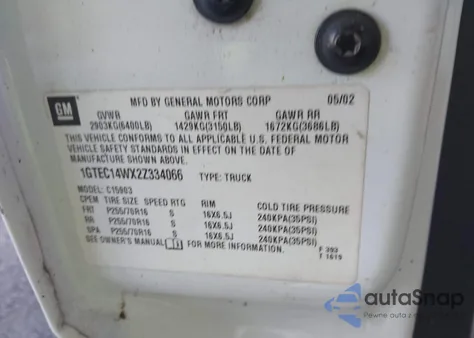 GM
MFD BY GENERAL MOTORS CORP 05/02
GVWR GAWR FRT GAWR RR
2903KG(6400LB) 1429KG(3150LB) 1672KG(3686LB)
THIS VEHICLE CONFORMS TO ALL APPLICABLE U.S. FEDERAL MOTOR
VEHICLE SAFETY STANDARDS IN EFFECT ON THE DATE OF
MANUFACTURE SHOWN ABOVE.
1GTEC14WX2Z334066 TYPE: TRUCK
MODEL: C15903
TIRE SIZE SPEED RTG RIM COLD TIRE PRESSURE
FRT P255/70R16 S 16X6.5J 240KPA(35PSI)
RR P255/70R16 S 16X6.5J 240KPA(35PSI)
SPA P255/70R16 S 16X6.5J 240KPA(35PSI)
SEE OWNER'S MANUAL FOR MORE INFORMATION.
F 393
T 1619
autoSnap
Pewne auto z